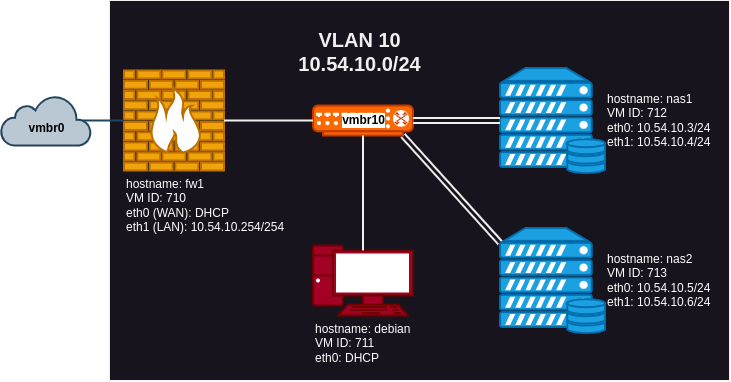 VLAN 10
10.54.10.0/24
vmbr0
vmbr10
hostname: fw1
VM ID: 710
eth0 (WAN): DHCP
eth1 (LAN): 10.54.10.254/254
hostname: nas1
VM ID: 712
eth0: 10.54.10.3/24
eth1: 10.54.10.4/24
hostname: debian
VM ID: 711
eth0: DHCP
hostname: nas2
VM ID: 713
eth0: 10.54.10.5/24
eth1: 10.54.10.6/24